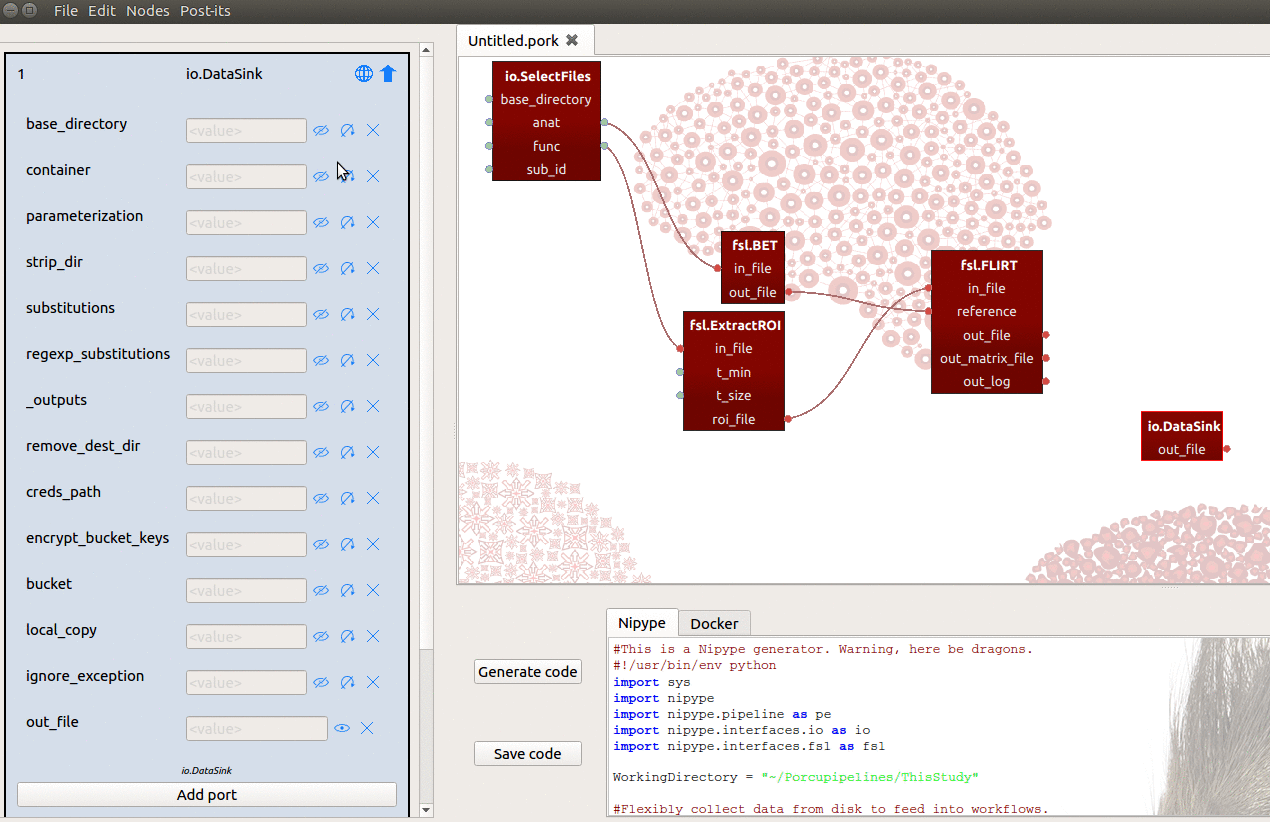 File Edit Nodes Post-its
1 io.DataSink
base_directory <value>
container <value>
parameterization <value>
strip_dir <value>
substitutions <value>
regexp_substitutions <value>
_outputs <value>
remove_dest_dir <value>
creds_path <value>
encrypt_bucket_keys <value>
bucket <value>
local_copy <value>
ignore_exception <value>
out_file <value>
io.DataSink
Add port
Untitled.pork
io.SelectFiles
base_directory
anat
func
sub_id
fsl.BET
in_file
out_file
fsl.ExtractROI
in_file
t_min
t_size
roi_file
fsl.FLIRT
in_file
reference
out_file
out_matrix_file
out_log
io.DataSink
out_file
Generate code
Save code
Nipype Docker
#This is a Nipype generator. Warning, here be dragons.
#!/usr/bin/env python
import sys
import nipype
import nipype.pipeline as pe
import nipype.interfaces.io as io
import nipype.interfaces.fsl as fsl
WorkingDirectory = "~/Porcupipelines/ThisStudy"
#Flexibly collect data from disk to feed into workflows.